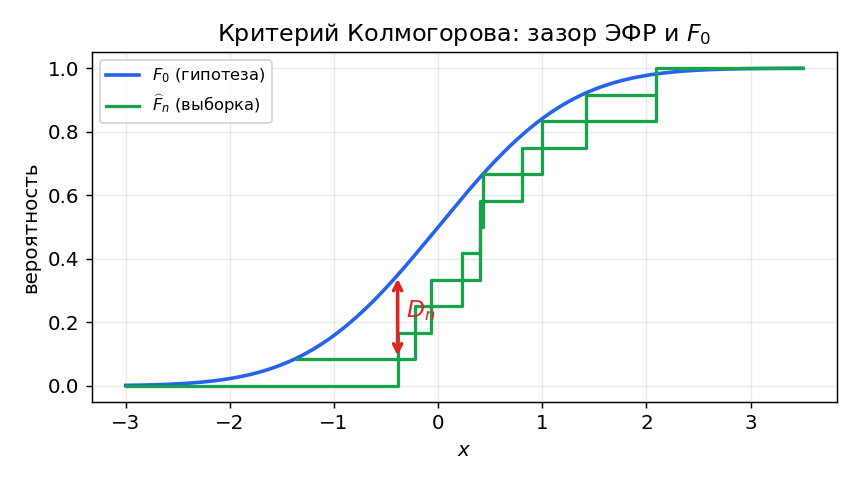 Критерий Колмогорова: зазор ЭФР и F₀
F₀ (гипотеза)
F̂ₙ (выборка)
вероятность
1.0
0.8
0.6
0.4
0.2
0.0
Dₙ
−3 −2 −1 0 1 2 3
x